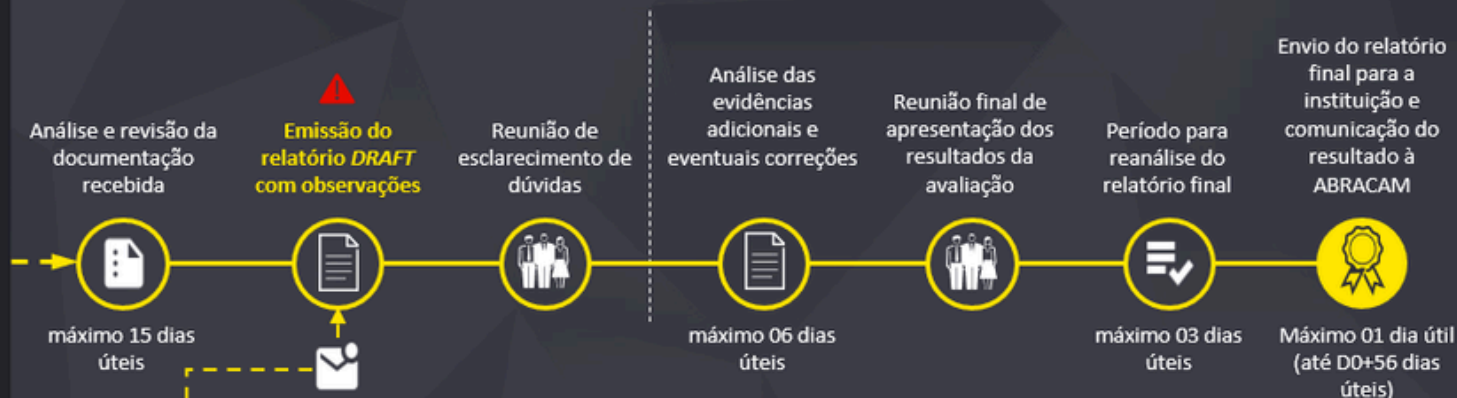 Análise e revisão da
documentação
recebida
máximo 15 dias
úteis
Emissão do
relatório DRAFT
com observações
Reunião de
esclarecimento de
dúvidas
Análise das
evidências
adicionais e
eventuais correções
máximo 06 dias
úteis
Reunião final de
apresentação dos
resultados da
avaliação
Período para
reanálise do
relatório final
máximo 03 dias
úteis
Envio do relatório
final para a
instituição e
comunicação do
resultado à
ABRACAM
Máximo 01 dia útil
(até D0+56 dias
úteis)